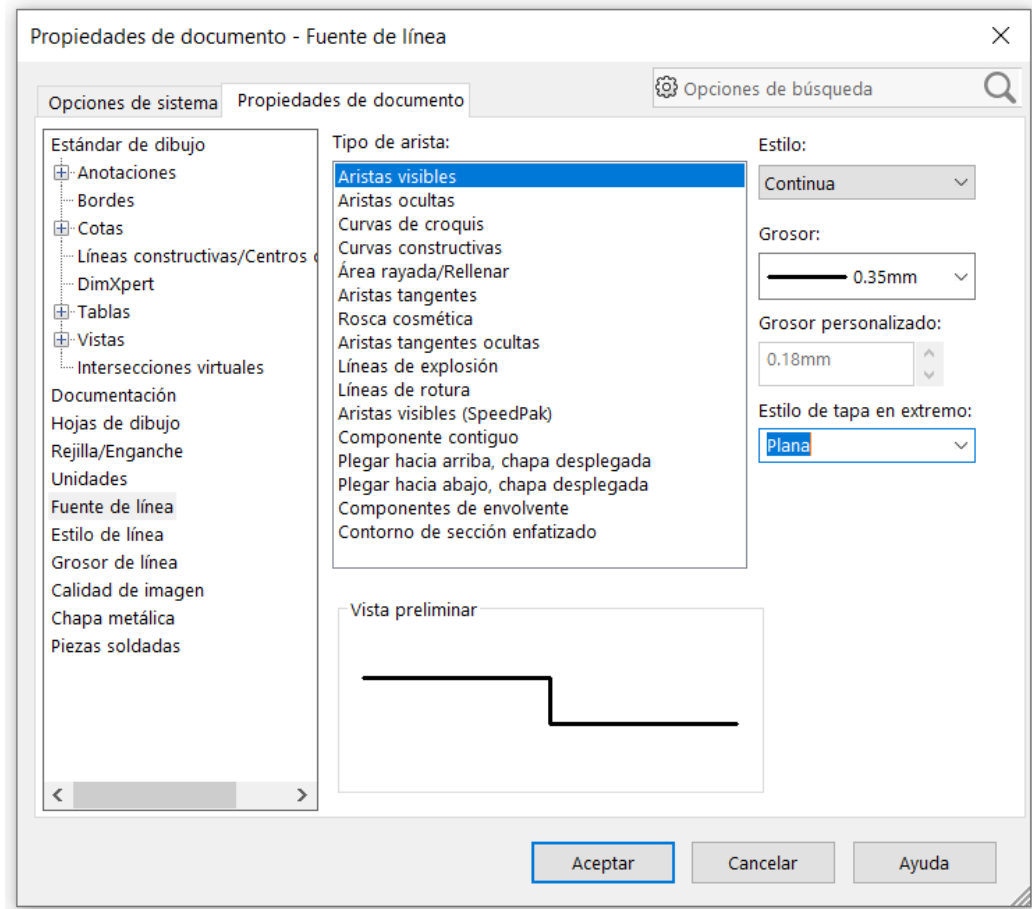 Propiedades de documento - Fuente de línea
Opciones de sistema
Propiedades de documento
Opciones de búsqueda
Estándar de dibujo
Anotaciones
Bordes
Cotas
Líneas constructivas/Centros
DimXpert
Tablas
Vistas
Intersecciones virtuales
Documentación
Hojas de dibujo
Rejilla/Enganche
Unidades
Fuente de línea
Estilo de línea
Grosor de línea
Calidad de imagen
Chapa metálica
Piezas soldadas
Tipo de arista:
Aristas visibles
Aristas ocultas
Curvas de croquis
Curvas constructivas
Área rayada/Rellenar
Aristas tangentes
Rosca cosmética
Aristas tangentes ocultas
Líneas de explosión
Líneas de rotura
Aristas visibles (SpeedPak)
Componente contiguo
Plegar hacia arriba, chapa desplegada
Plegar hacia abajo, chapa desplegada
Componentes de envolvente
Contorno de sección enfatizado
Vista preliminar
Estilo:
Continua
Grosor:
0.35mm
Grosor personalizado:
0.18mm
Estilo de tapa en extremo:
Plana
Aceptar
Cancelar
Ayuda